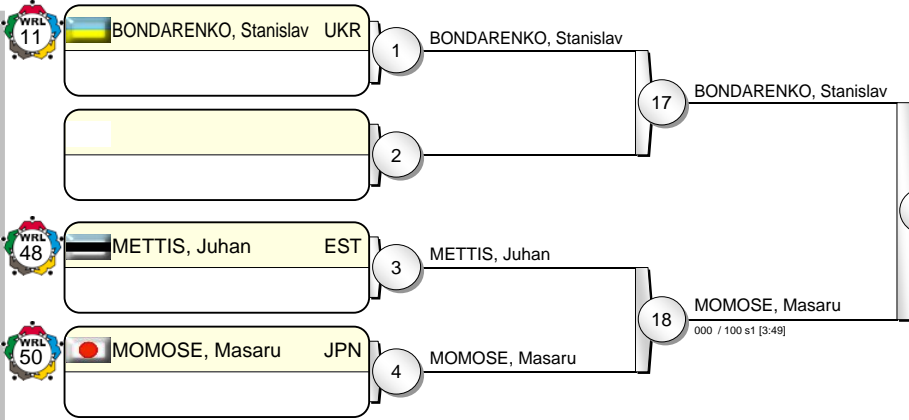 WRL
11
BONDARENKO, Stanislav UKR
1
BONDARENKO, Stanislav
17
BONDARENKO, Stanislav
2
WRL
48
METTIS, Juhan EST
3
METTIS, Juhan
18
MOMOSE, Masaru
000 / 100 s1 [3:49]
WRL
50
MOMOSE, Masaru JPN
4
MOMOSE, Masaru